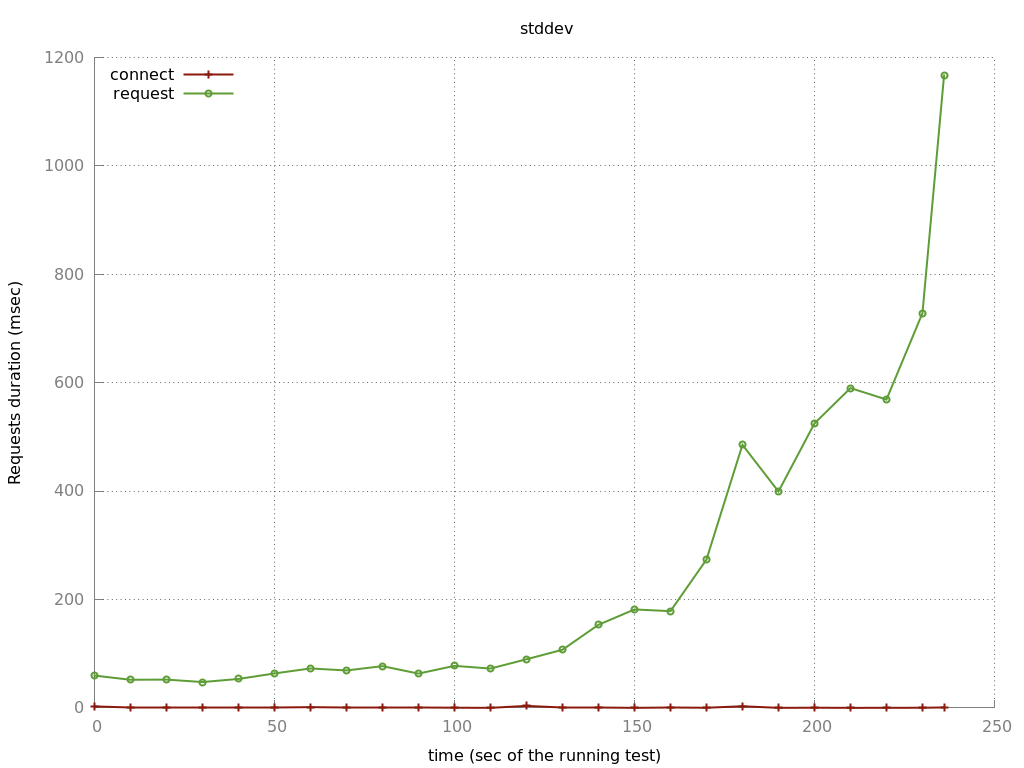 stddev
1200
1000
800
600
400
200
0
connect
request
0 50 100 150 200 250
Requests duration (msec)
time (sec of the running test)